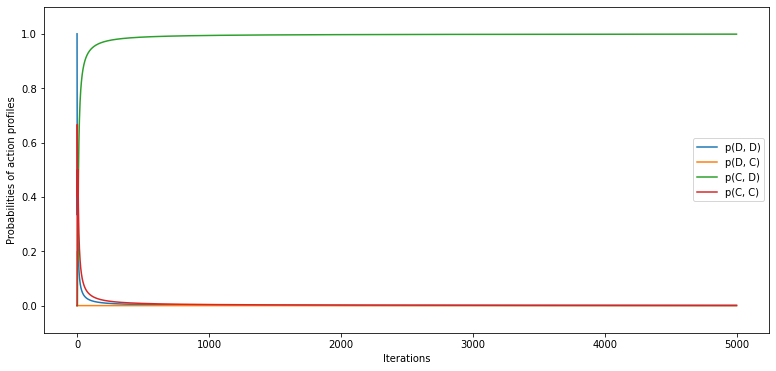 1.0
0.8
0.6
0.4
0.2
0.0
Probabilities of action profiles
p(D, D)
p(D, C)
p(C, D)
p(C, C)
0 1000 2000 3000 4000 5000
Iterations